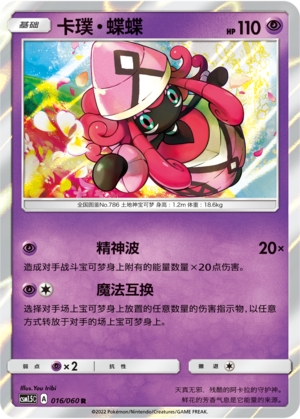 基础 卡璞・蝶蝶 HP 110
全国图鉴No.786 土地神宝可梦 身高：1.2m 体重：18.6kg
精神波 20×
造成对手战斗宝可梦身上附有的能量数量×20点伤害。
魔法互换
选择对手场上宝可梦身上放置的任意数量的伤害指示物，以任意
方式转放于对手的场上宝可梦身上。
弱点 ×2 抗性 撤退
Illus.You Iribi
CSM1.5C A 016/060 R
天真无邪、残酷的阿卡拉的守护神。
鲜花的芳香气息是它能量的来源。
©2022 Pokémon/Nintendo/Creatures/GAME FREAK.